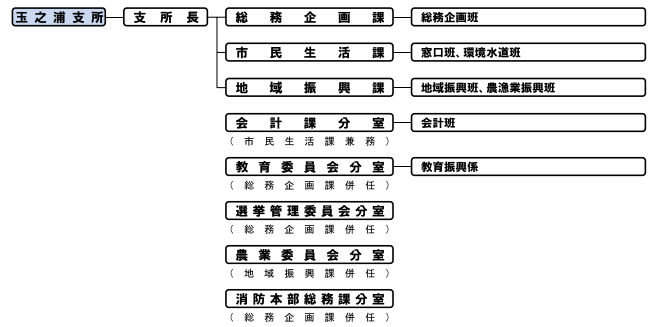 玉之浦支所 支所長 総務企画課 総務企画班
市民生活課 窓口班、環境水道班
地域振興課 地域振興班、農漁業振興班
会計課分室 会計班
（市民生活課兼務）
教育委員会分室 教育振興係
（総務企画課併任）
選挙管理委員会分室
（総務企画課併任）
農業委員会分室
（地域振興課併任）
消防本部総務課分室
（総務企画課併任）